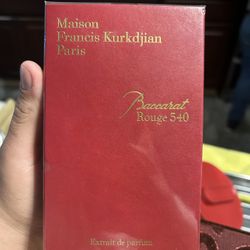 Maison
Francis Kurkdjian
Paris
Baccarat
Rouge 540
Extrait de parfum